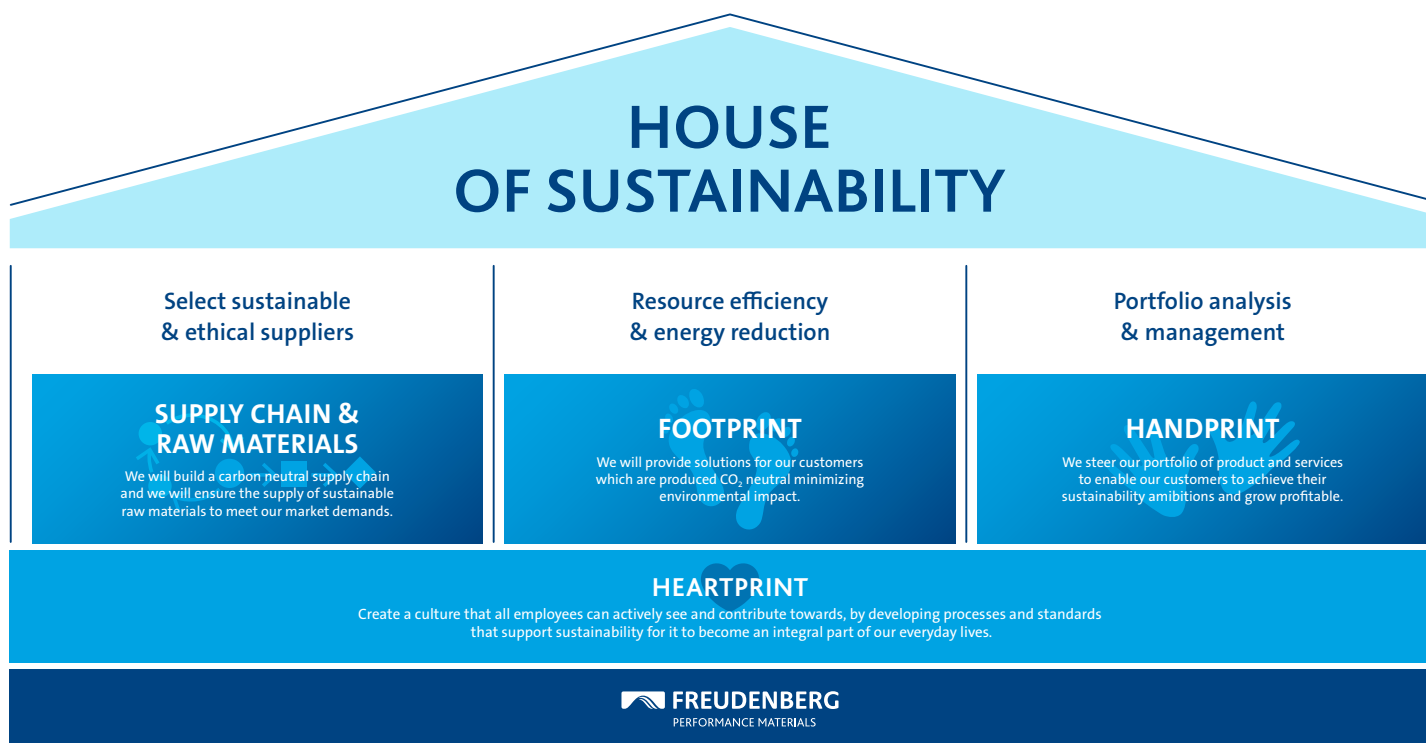 HOUSE
OF SUSTAINABILITY
Select sustainable
& ethical suppliers
SUPPLY CHAIN &
RAW MATERIALS
We will build a carbon neutral supply chain
and we will ensure the supply of sustainable
raw materials to meet our market demands.
Resource efficiency
& energy reduction
FOOTPRINT
We will provide solutions for our customers
which are produced CO₂ neutral minimizing
environmental impact.
Portfolio analysis
& management
HANDPRINT
We steer our portfolio of product and services
to enable our customers to achieve their
sustainability amibitions and grow profitable.
HEARTPRINT
Create a culture that all employees can actively see and contribute towards, by developing processes and standards
that support sustainability for it to become an integral part of our everyday lives.
FREUDENBERG
PERFORMANCE MATERIALS